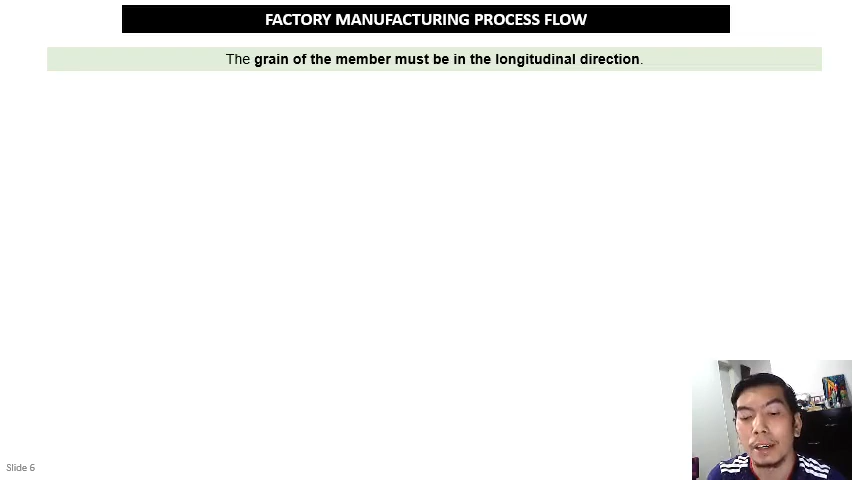 FACTORY MANUFACTURING PROCESS FLOW
The grain of the member must be in the longitudinal direction.
Slide 6